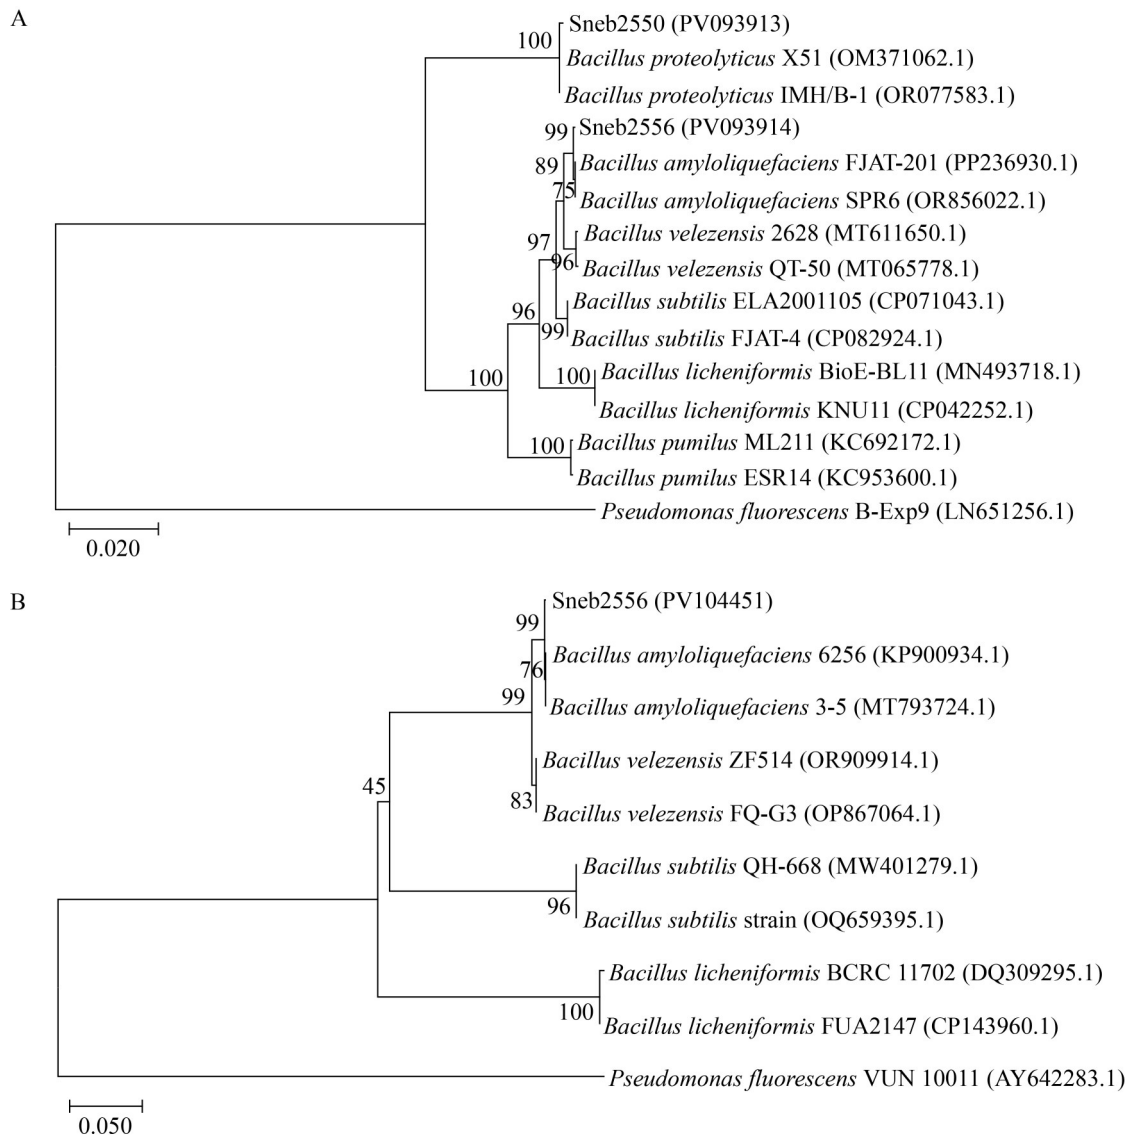 A
Sneb2550 (PV093913)
100
Bacillus proteolyticus X51 (OM371062.1)
Bacillus proteolyticus IMH/B-1 (OR077583.1)
Sneb2556 (PV093914)
99
89
Bacillus amyloliquefaciens FJAT-201 (PP236930.1)
75
Bacillus amyloliquefaciens SPR6 (OR856022.1)
Bacillus velezensis 2628 (MT611650.1)
97
96
Bacillus velezensis QT-50 (MT065778.1)
Bacillus subtilis ELA2001105 (CP071043.1)
96
99
Bacillus subtilis FJAT-4 (CP082924.1)
Bacillus licheniformis BioE-BL11 (MN493718.1)
100
100
Bacillus licheniformis KNU11 (CP042252.1)
Bacillus pumilus ML211 (KC692172.1)
100
Bacillus pumilus ESR14 (KC953600.1)
Pseudomonas fluorescens B-Exp9 (LN651256.1)
0.020
B
Sneb2556 (PV104451)
99
Bacillus amyloliquefaciens 6256 (KP900934.1)
76
99
Bacillus amyloliquefaciens 3-5 (MT793724.1)
Bacillus velezensis ZF514 (OR909914.1)
45
83
Bacillus velezensis FQ-G3 (OP867064.1)
Bacillus subtilis QH-668 (MW401279.1)
96
Bacillus subtilis strain (OQ659395.1)
Bacillus licheniformis BCRC 11702 (DQ309295.1)
100
Bacillus licheniformis FUA2147 (CP143960.1)
Pseudomonas fluorescens VUN 10011 (AY642283.1)
0.050